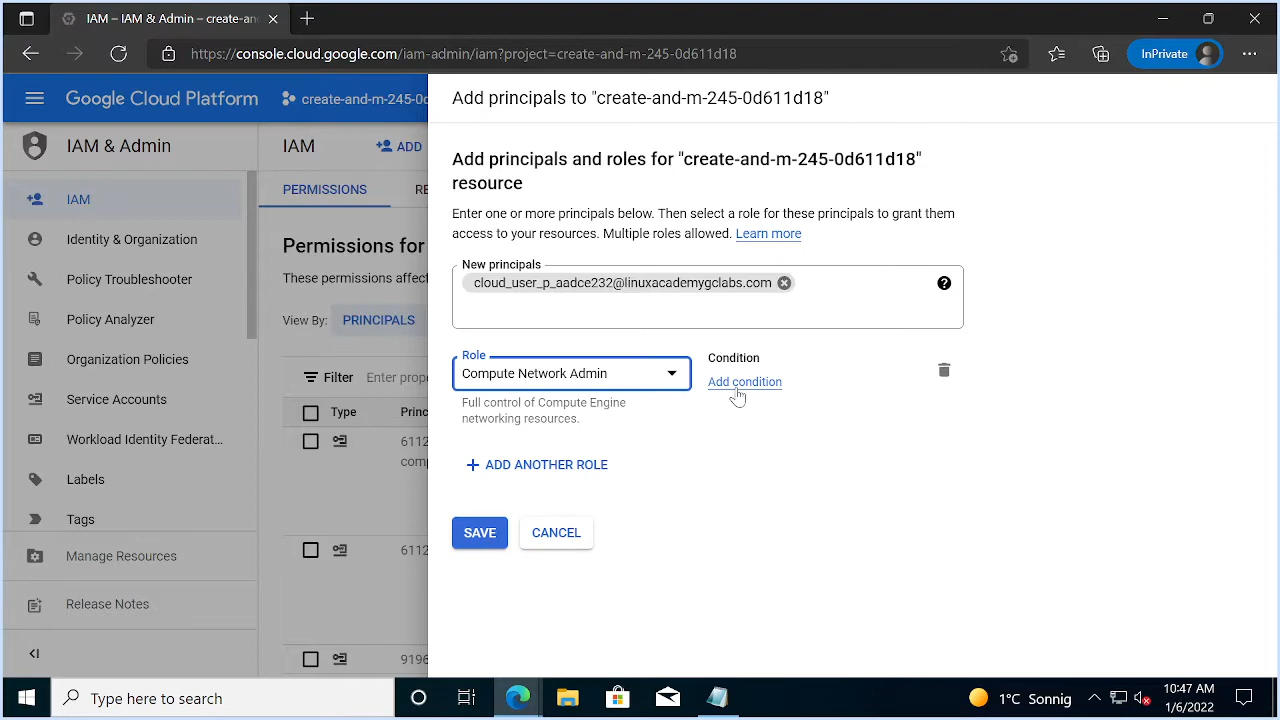 IAM – IAM & Admin – create-an
https://console.cloud.google.com/iam-admin/iam?project=create-and-m-245-0d611d18
InPrivate
Google Cloud Platform
create-and-m-245-0d
Add principals to "create-and-m-245-0d611d18"
IAM & Admin
IAM
ADD
IAM
Identity & Organization
Policy Troubleshooter
Policy Analyzer
Organization Policies
Service Accounts
Workload Identity Federat...
Labels
Tags
Manage Resources
Release Notes
PERMISSIONS
RE
Permissions for
These permissions affec
View By:
PRINCIPALS
Filter
Enter prope
Type
Princ
6112
comp
6112
9196
Add principals and roles for "create-and-m-245-0d611d18"
resource
Enter one or more principals below. Then select a role for these principals to grant them
access to your resources. Multiple roles allowed. Learn more
New principals
cloud_user_p_aadce232@linuxacademygclabs.com
Role
Compute Network Admin
Full control of Compute Engine
networking resources.
Condition
Add condition
ADD ANOTHER ROLE
SAVE
CANCEL
Type here to search
1°C Sonnig
10:47 AM
1/6/2022